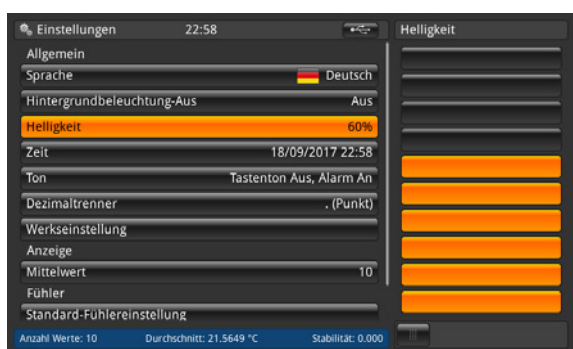 Einstellungen 22:58 Helligkeit
Allgemein
Sprache Deutsch
Hintergrundbeleuchtung-Aus Aus
Helligkeit 60%
Zeit 18/09/2017 22:58
Ton Tastenton Aus, Alarm An
Dezimaltrenner . (Punkt)
Werkseinstellung
Anzeige
Mittelwert 10
Fühler
Standard-Fühlereinstellung
Anzahl Werte: 10 Durchschnitt: 21.5649 °C Stabilität: 0.000